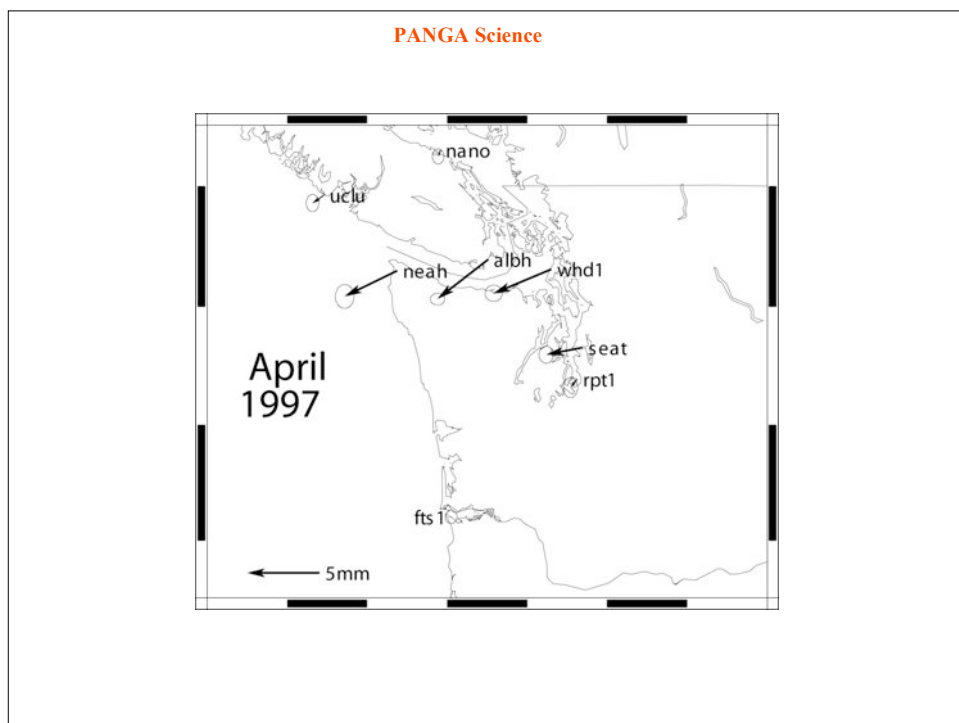 PANGA Science
nano
uclu
albh
neah
whd1
seat
rpt1
April
1997
fts1
5mm